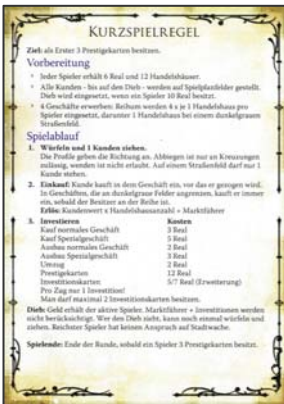 KURZSPIELREGEL
Ziel: als Erster 3 Prestigekarten besitzen.
Vorbereitung
Jeder Spieler erhält 6 Real und 12 Handelshäuser.
Alle Kunden - bis auf den Dieb - werden auf Spielplanfelder gestellt.
Dieb wird eingesetzt, wenn ein Spieler 10 Real besitzt.
4 Geschäfte erwerben: Reihum werden 4 x je 1 Handelshaus pro
Spieler eingesetzt, darunter 1 Handelshaus bei einem dunkelgrauen
Straßenfeld.
Spielablauf
1. Würfeln und 1 Kunden ziehen.
Die Profile geben die Richtung an. Abbiegen ist nur an Kreuzungen
zulässig, wenden ist nicht erlaubt. Auf einem Straßenfeld darf nur 1
Kunde stehen.
2. Einkauf: Kunde kauft in dem Geschäft ein, vor das er gezogen wird.
In Geschäften, die an dunkelgraue Felder angrenzen, kauft er immer
ein, sobald der Besitzer an der Reihe ist.
Erlös: Kundenwert x Handelshausanzahl + Marktführer
3. Investieren Kosten
Kauf normales Geschäft 3 Real
Kauf Spezialgeschäft 5 Real
Ausbau normales Geschäft 2 Real
Ausbau Spezialgeschäft 3 Real
Umzug 2 Real
Prestigekarten 12 Real
Investitionskarten 5/7 Real (Erweiterung)
Pro Zug nur 1 Investition!
Man darf maximal 2 Investitionskarten besitzen.
Dieb: Geld erhält der aktive Spieler. Marktführer + Investitionen werden
nicht berücksichtigt. Wer den Dieb zieht, kann noch einmal würfeln und
ziehen. Reichster Spieler hat keinen Anspruch auf Stadtwache.
Spielende: Ende der Runde, sobald ein Spieler 3 Prestigekarten besitzt.